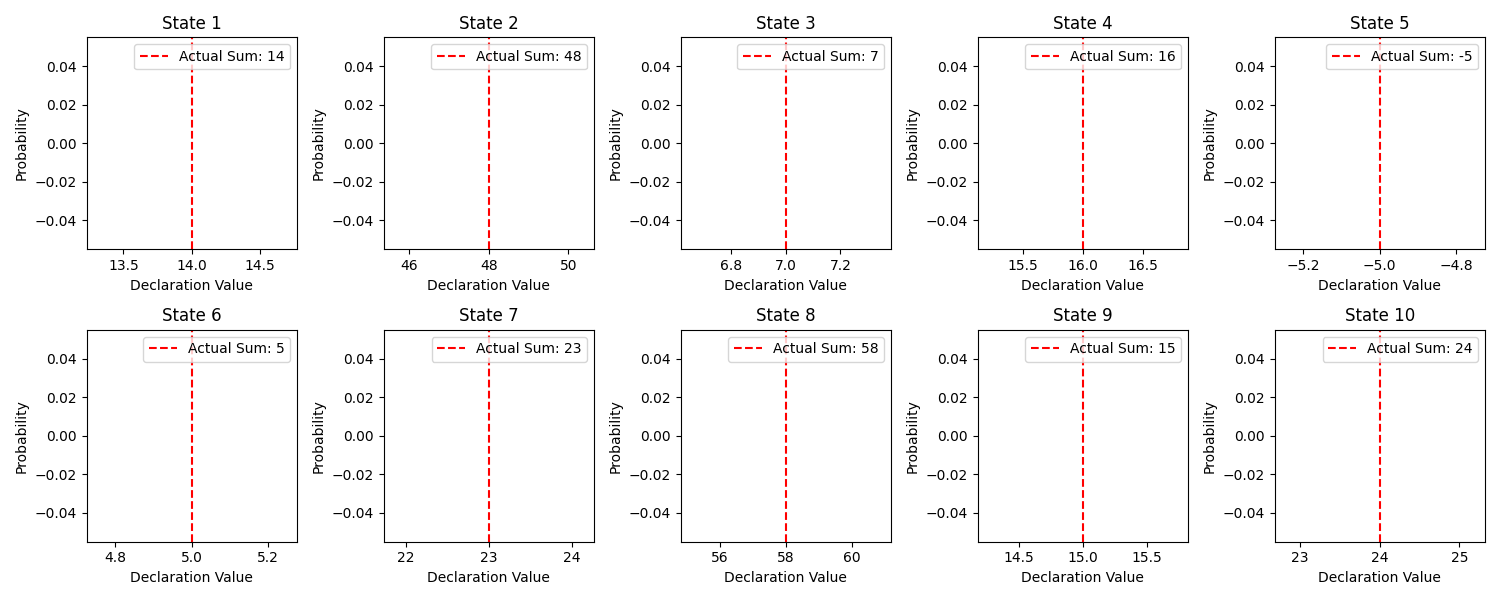 State 1
Actual Sum: 14
0.04
0.02
0.00
−0.02
−0.04
Probability
13.5 14.0 14.5
Declaration Value
State 2
Actual Sum: 48
0.04
0.02
0.00
−0.02
−0.04
Probability
46 48 50
Declaration Value
State 3
Actual Sum: 7
0.04
0.02
0.00
−0.02
−0.04
Probability
6.8 7.0 7.2
Declaration Value
State 4
Actual Sum: 16
0.04
0.02
0.00
−0.02
−0.04
Probability
15.5 16.0 16.5
Declaration Value
State 5
Actual Sum: -5
0.04
0.02
0.00
−0.02
−0.04
Probability
−5.2 −5.0 −4.8
Declaration Value
State 6
Actual Sum: 5
0.04
0.02
0.00
−0.02
−0.04
Probability
4.8 5.0 5.2
Declaration Value
State 7
Actual Sum: 23
0.04
0.02
0.00
−0.02
−0.04
Probability
22 23 24
Declaration Value
State 8
Actual Sum: 58
0.04
0.02
0.00
−0.02
−0.04
Probability
56 58 60
Declaration Value
State 9
Actual Sum: 15
0.04
0.02
0.00
−0.02
−0.04
Probability
14.5 15.0 15.5
Declaration Value
State 10
Actual Sum: 24
0.04
0.02
0.00
−0.02
−0.04
Probability
23 24 25
Declaration Value